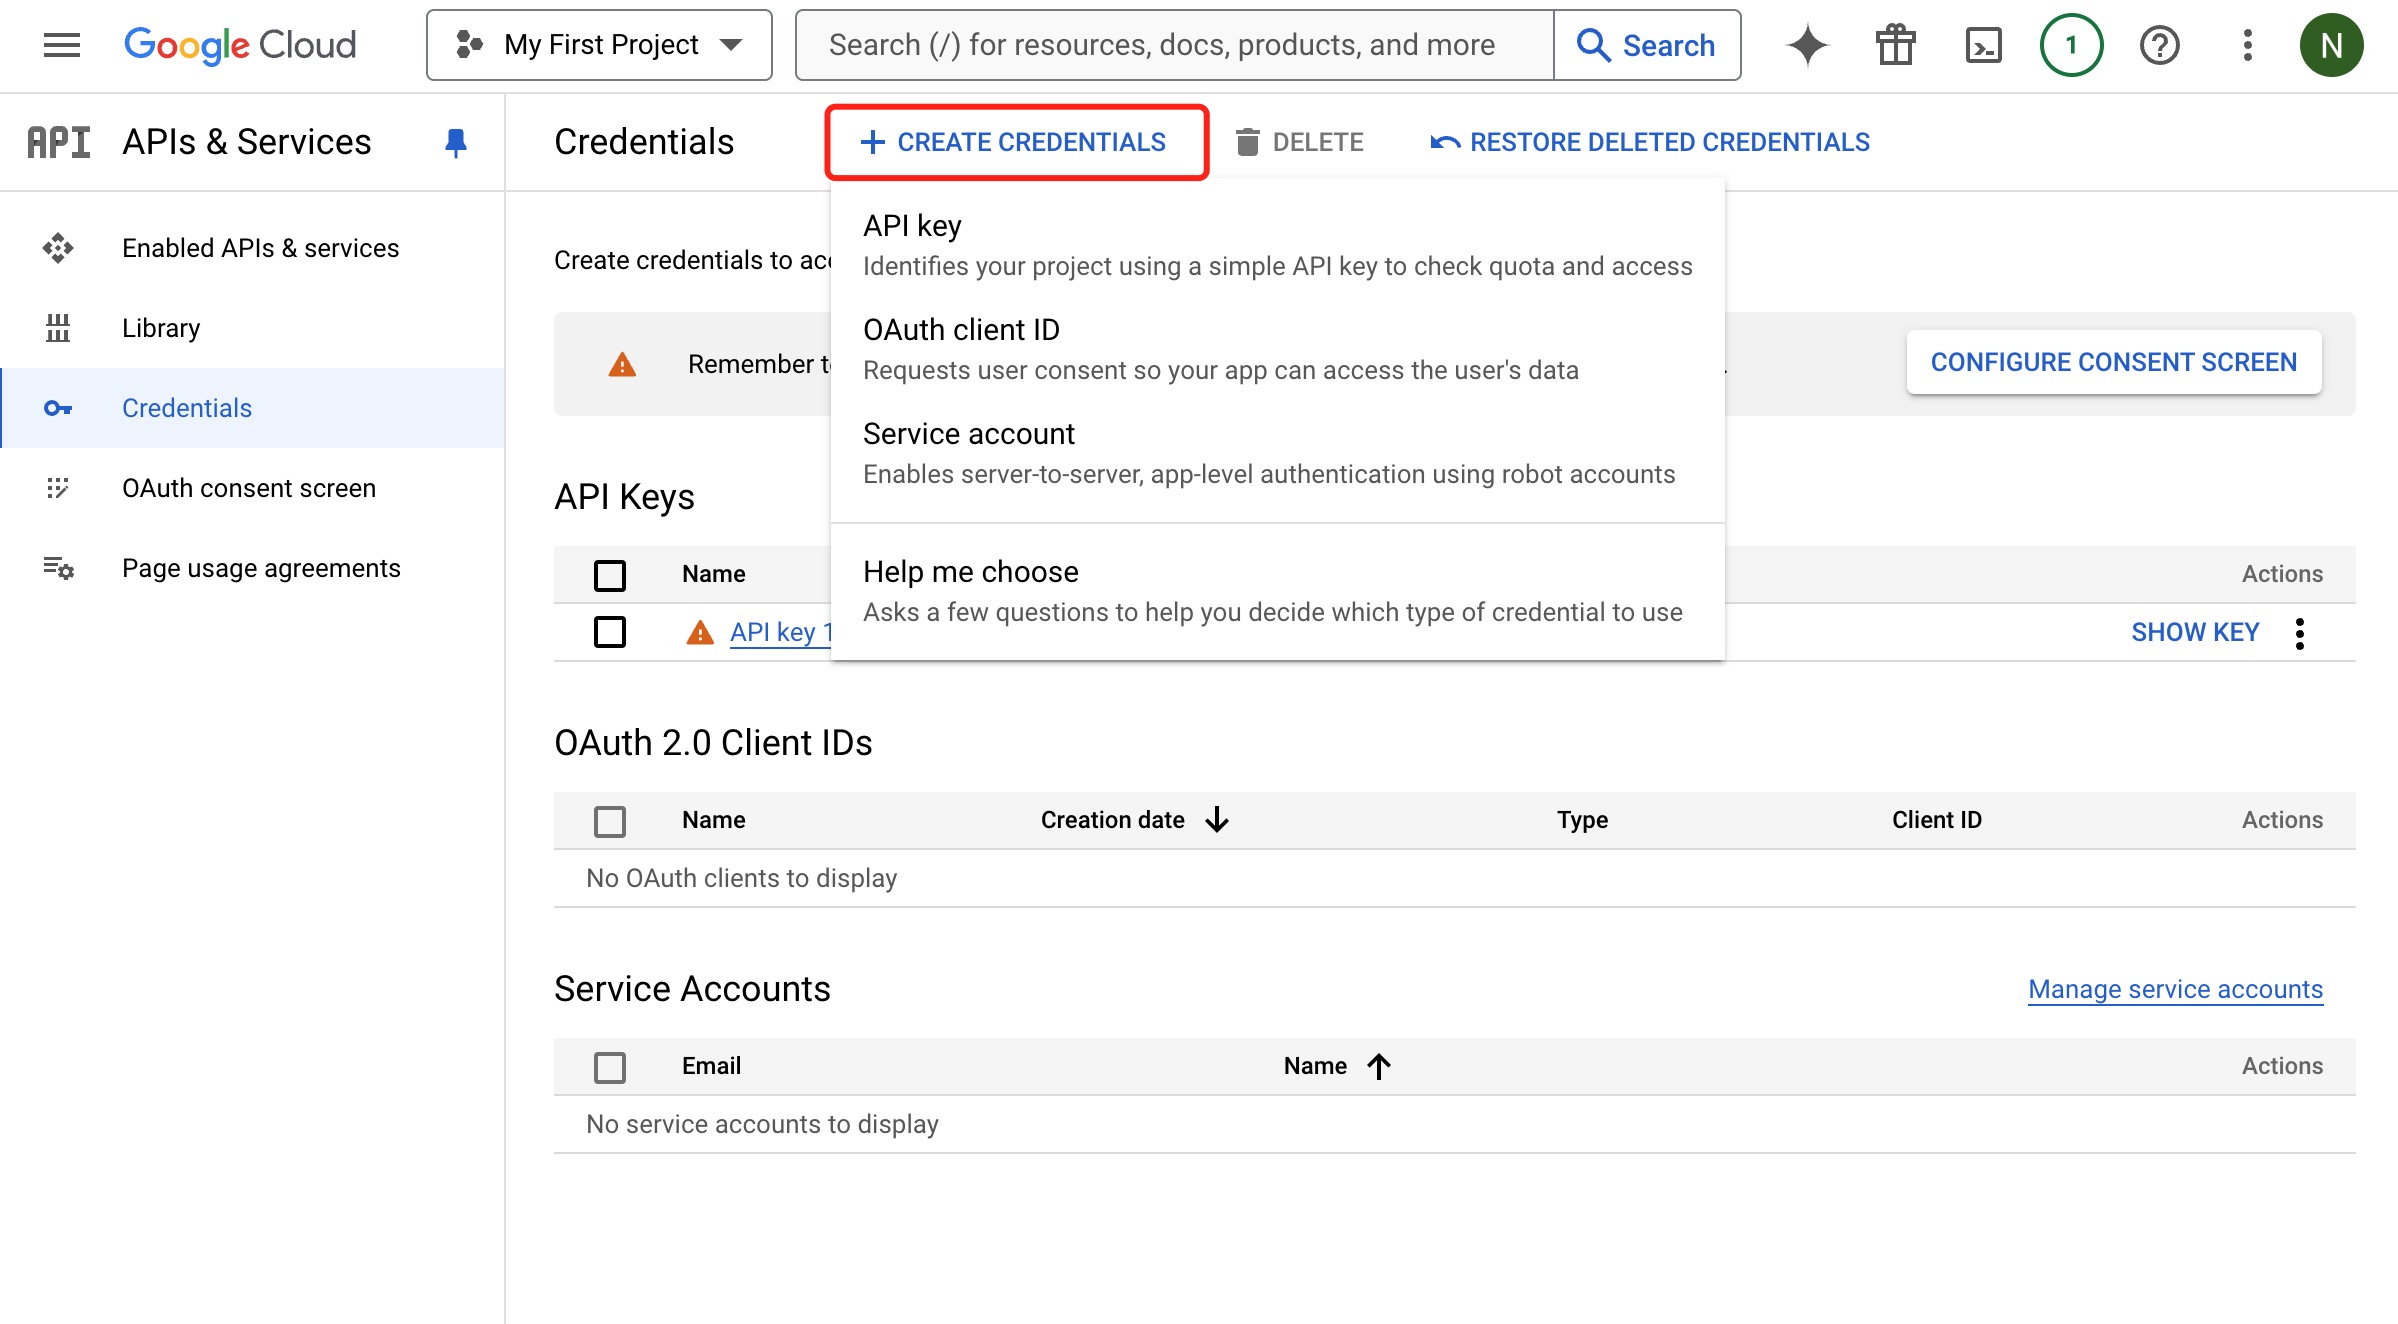 Google Cloud
My First Project
Search (/) for resources, docs, products, and more
Search
1
N
API
APIs & Services
Credentials
CREATE CREDENTIALS
DELETE
RESTORE DELETED CREDENTIALS
Enabled APIs & services
Library
Credentials
OAuth consent screen
Page usage agreements
Create credentials to
API key
Identifies your project using a simple API key to check quota and access
OAuth client ID
Requests user consent so your app can access the user's data
Service account
Enables server-to-server, app-level authentication using robot accounts
Help me choose
Asks a few questions to help you decide which type of credential to use
Remember
CONFIGURE CONSENT SCREEN
API Keys
Name
Actions
API key 1
SHOW KEY
OAuth 2.0 Client IDs
Name
Creation date
Type
Client ID
Actions
No OAuth clients to display
Service Accounts
Manage service accounts
Email
Name
Actions
No service accounts to display